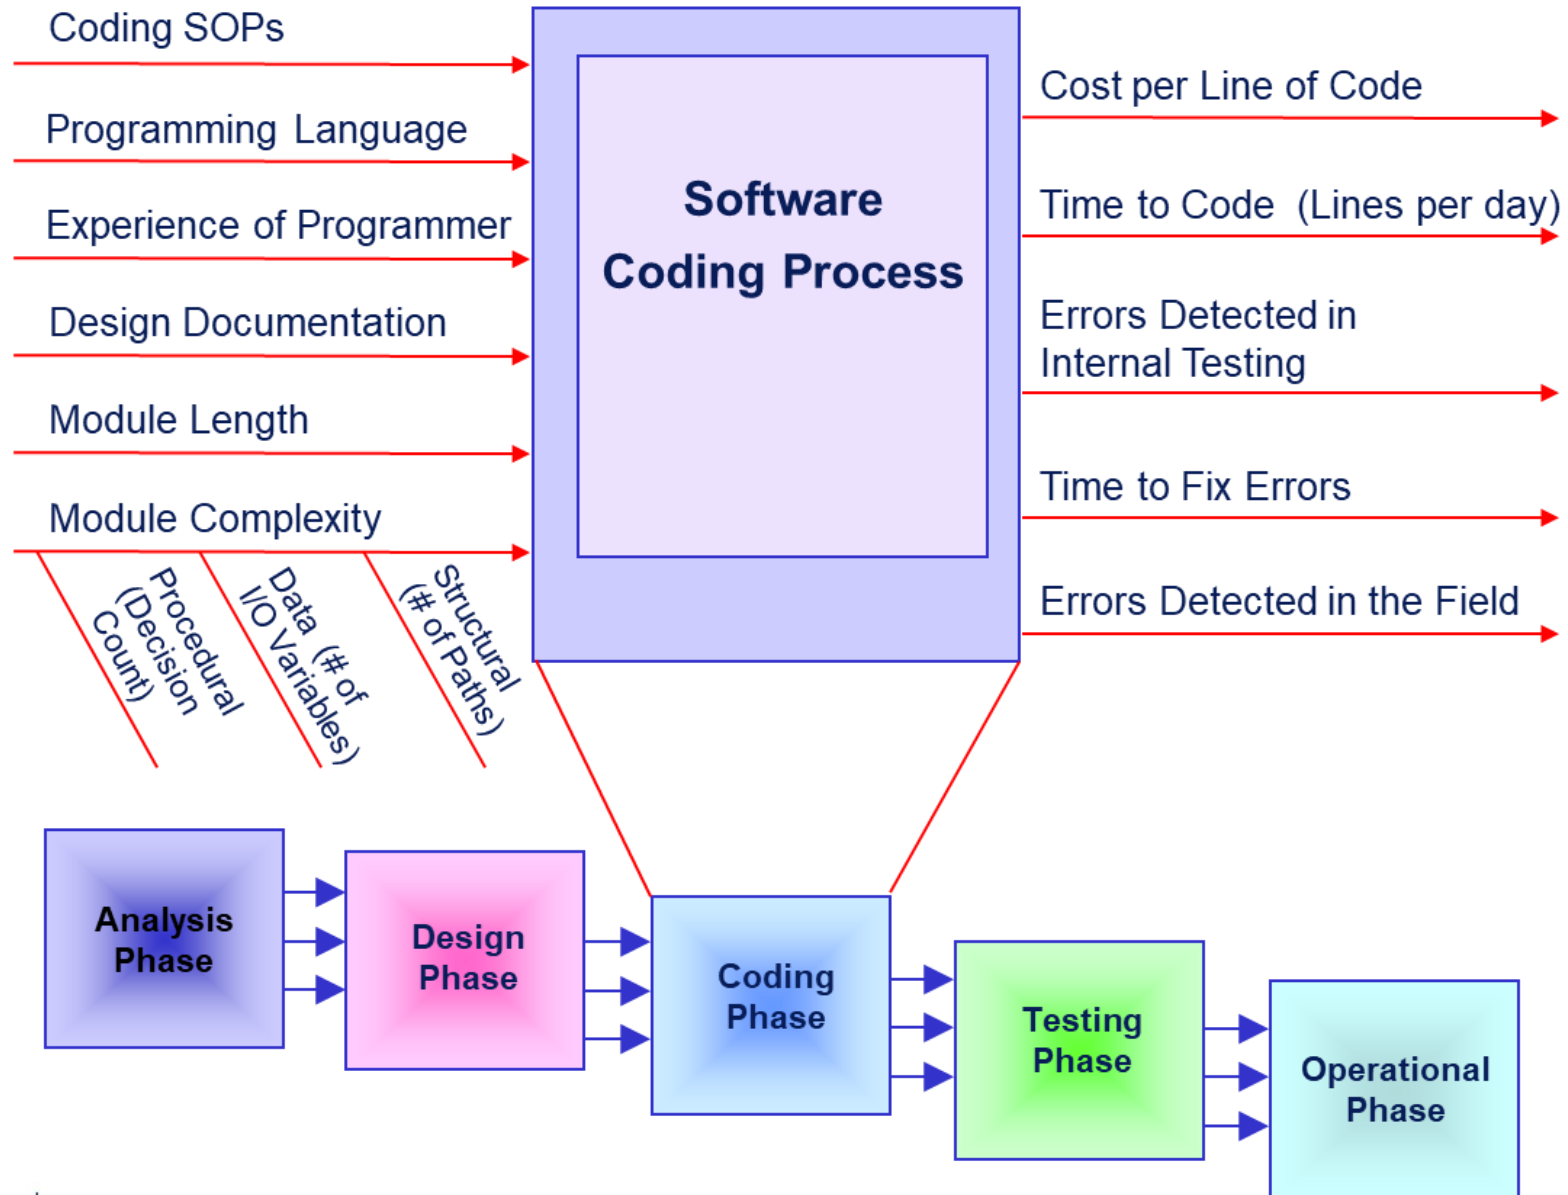 Coding SOPs
Programming Language
Experience of Programmer
Design Documentation
Module Length
Module Complexity
Procedural
(Decision
Count)
Data (# of
I/O Variables)
Structural
(# of Paths)
Software
Coding Process
Cost per Line of Code
Time to Code (Lines per day)
Errors Detected in
Internal Testing
Time to Fix Errors
Errors Detected in the Field
Analysis
Phase
Design
Phase
Coding
Phase
Testing
Phase
Operational
Phase